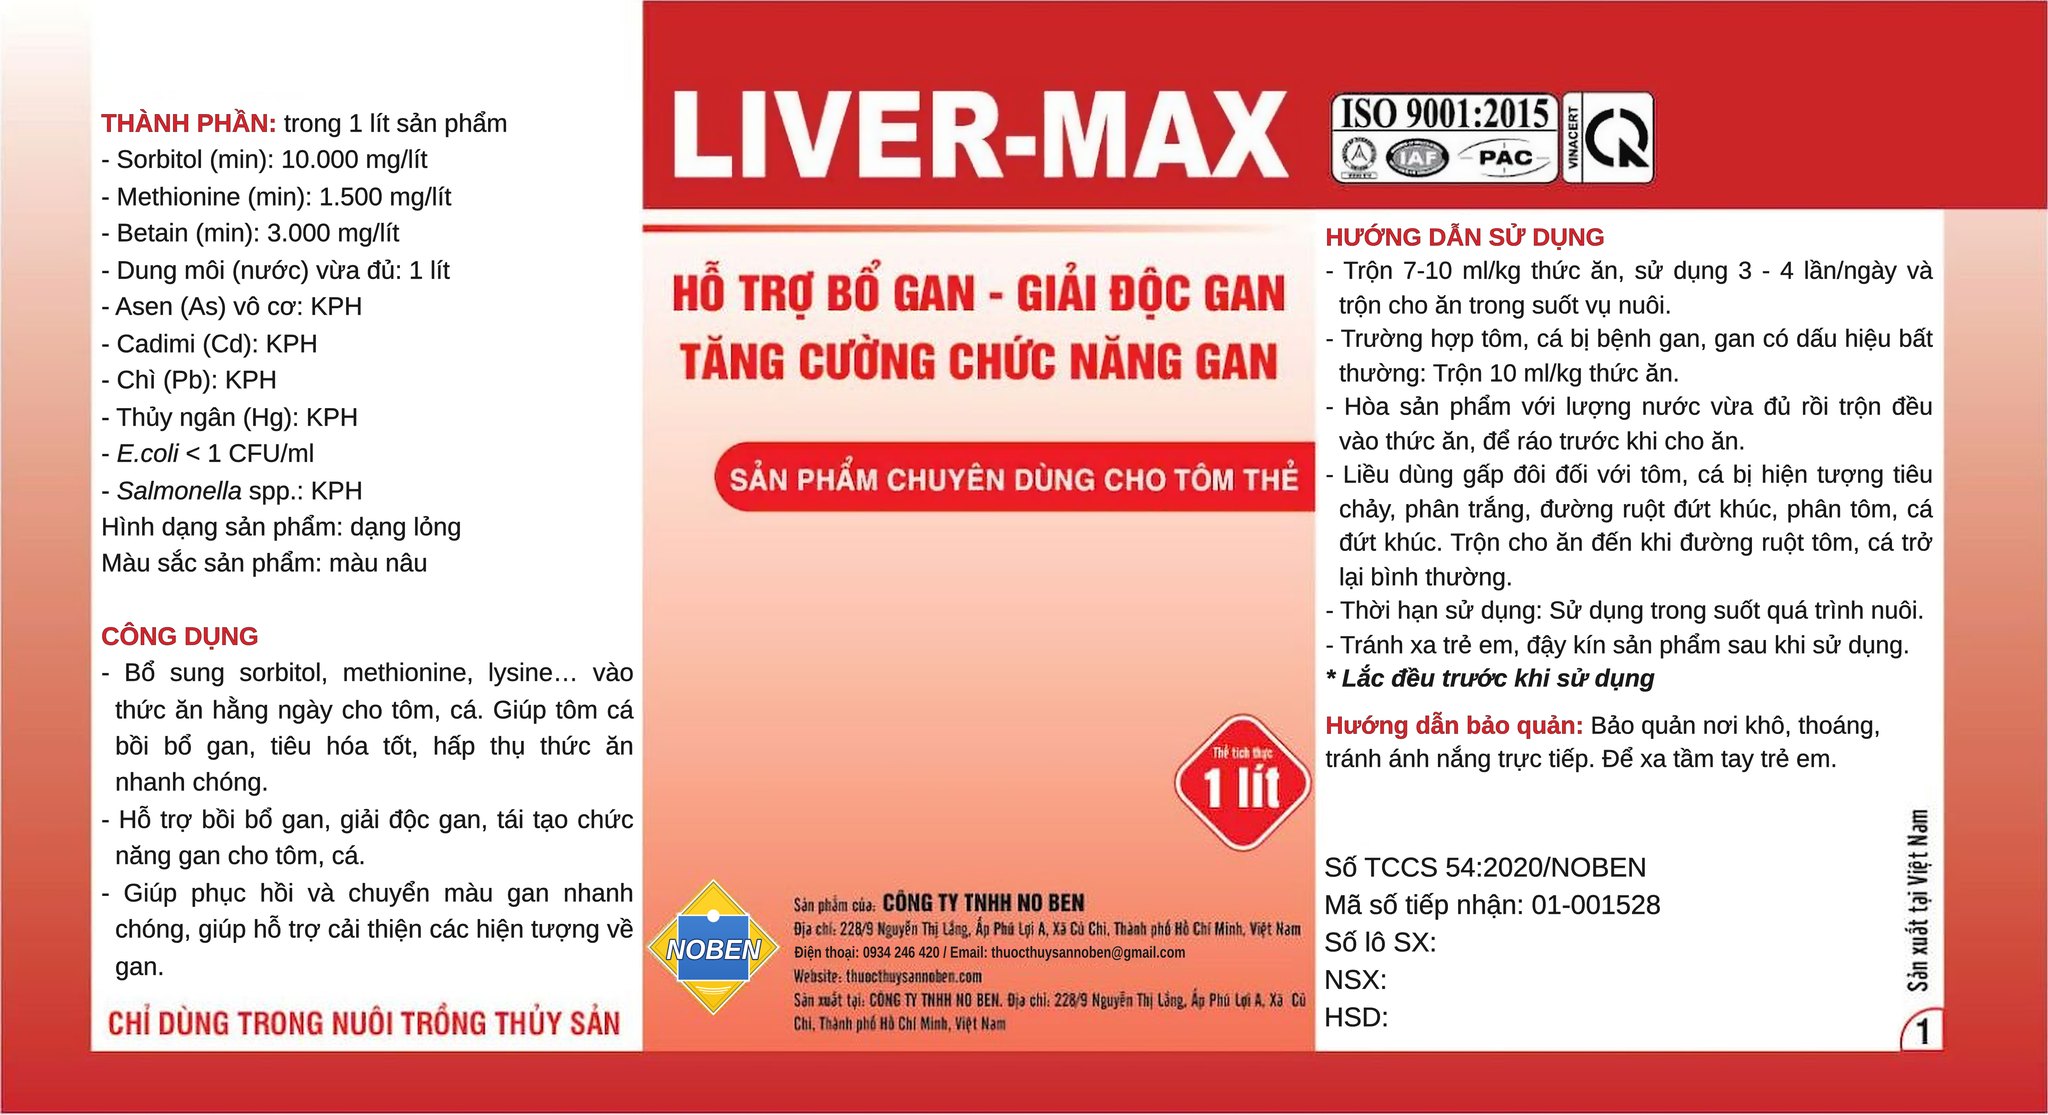 THÀNH PHẦN: trong 1 lít sản phẩm
- Sorbitol (min): 10.000 mg/lít
- Methionine (min): 1.500 mg/lít
- Betain (min): 3.000 mg/lít
- Dung môi (nước) vừa đủ: 1 lít
- Asen (As) vô cơ: KPH
- Cadimi (Cd): KPH
- Chì (Pb): KPH
- Thủy ngân (Hg): KPH
- E.coli < 1 CFU/ml
- Salmonella spp.: KPH
Hình dạng sản phẩm: dạng lỏng
Màu sắc sản phẩm: màu nâu
CÔNG DỤNG
- Bổ sung sorbitol, methionine, lysine… vào
thức ăn hằng ngày cho tôm, cá. Giúp tôm cá
bồi bổ gan, tiêu hóa tốt, hấp thụ thức ăn
nhanh chóng.
- Hỗ trợ bồi bổ gan, giải độc gan, tái tạo chức
năng gan cho tôm, cá.
- Giúp phục hồi và chuyển màu gan nhanh
chóng, giúp hỗ trợ cải thiện các hiện tượng về
gan.
CHỈ DÙNG TRONG NUÔI TRỒNG THỦY SẢN
LIVER-MAX
ISO 9001:2015
IAF
PAC
VINACERT
HỖ TRỢ BỔ GAN - GIẢI ĐỘC GAN
TĂNG CƯỜNG CHỨC NĂNG GAN
SẢN PHẨM CHUYÊN DÙNG CHO TÔM THẺ
Thể tích thực
1 lít
NOBEN
Sản phẩm của: CÔNG TY TNHH NO BEN
Địa chỉ: 228/9 Nguyễn Thị Lắng, Ấp Phú Lợi A, Xã Củ Chi, Thành phố Hồ Chí Minh, Việt Nam
Điện thoại: 0934 246 420 / Email: thuocthuysannoben@gmail.com
Website: thuocthuysannoben.com
Sản xuất tại: CÔNG TY TNHH NO BEN. Địa chỉ: 228/9 Nguyễn Thị Lắng, Ấp Phú Lợi A, Xã Củ
Chi, Thành phố Hồ Chí Minh, Việt Nam
HƯỚNG DẪN SỬ DỤNG
- Trộn 7-10 ml/kg thức ăn, sử dụng 3 - 4 lần/ngày và
trộn cho ăn trong suốt vụ nuôi.
- Trường hợp tôm, cá bị bệnh gan, gan có dấu hiệu bất
thường: Trộn 10 ml/kg thức ăn.
- Hòa sản phẩm với lượng nước vừa đủ rồi trộn đều
vào thức ăn, để ráo trước khi cho ăn.
- Liều dùng gấp đôi đối với tôm, cá bị hiện tượng tiêu
chảy, phân trắng, đường ruột đứt khúc, phân tôm, cá
đứt khúc. Trộn cho ăn đến khi đường ruột tôm, cá trở
lại bình thường.
- Thời hạn sử dụng: Sử dụng trong suốt quá trình nuôi.
- Tránh xa trẻ em, đậy kín sản phẩm sau khi sử dụng.
* Lắc đều trước khi sử dụng
Hướng dẫn bảo quản: Bảo quản nơi khô, thoáng,
tránh ánh nắng trực tiếp. Để xa tầm tay trẻ em.
Số TCCS 54:2020/NOBEN
Mã số tiếp nhận: 01-001528
Số lô SX:
NSX:
HSD:
Sản xuất tại Việt Nam
1